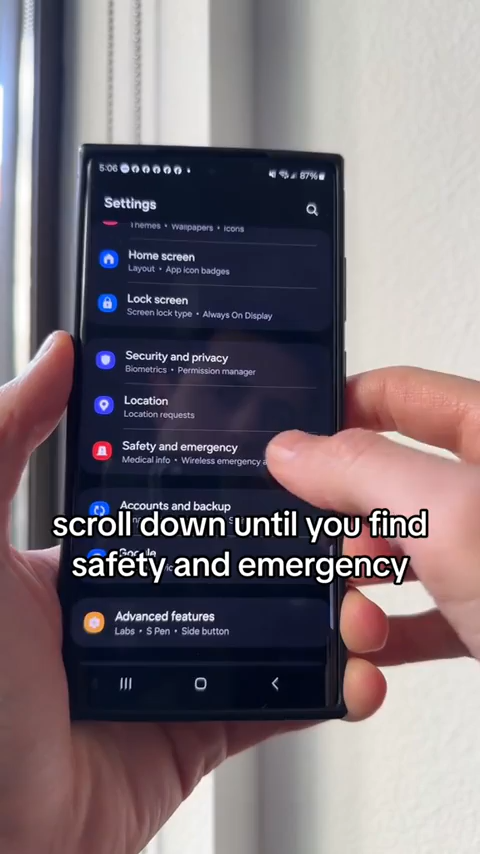 5:06
87%
Settings
Themes • Wallpapers • Icons
Home screen
Layout • App icon badges
Lock screen
Screen lock type • Always On Display
Security and privacy
Biometrics • Permission manager
Location
Location requests
Safety and emergency
Medical info • Wireless emergency a
Accounts and backup
scroll down until you find
safety and emergency
Google
Advanced features
Labs • S Pen • Side button